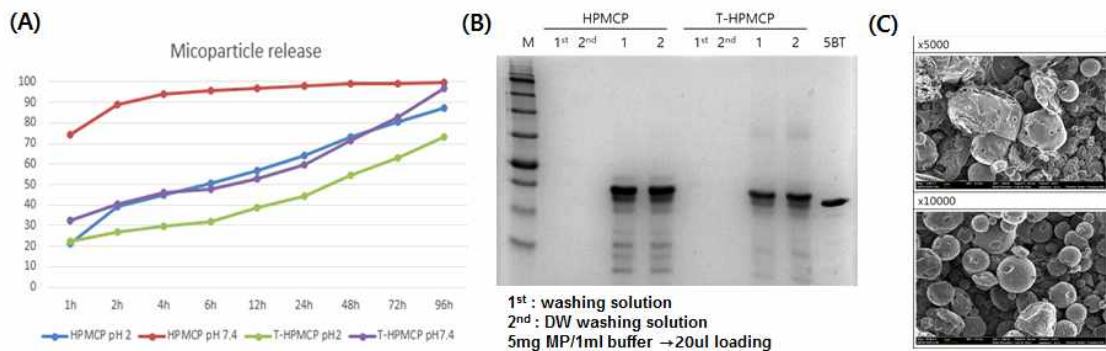 (A)
Micoparticle release
100
90
80
70
60
50
40
30
20
10
0
1h 2h 4h 6h 12h 24h 48h 72h 96h
HPMCP pH 2 HPMCP pH 7.4 T-HPMCP pH2 T-HPMCP pH7.4
(B)
HPMCP T-HPMCP
M 1st 2nd 1 2 1st 2nd 1 2 5BT
1st : washing solution
2nd : DW washing solution
5mg MP/1ml buffer →20ul loading
(C)
x5000
x10000